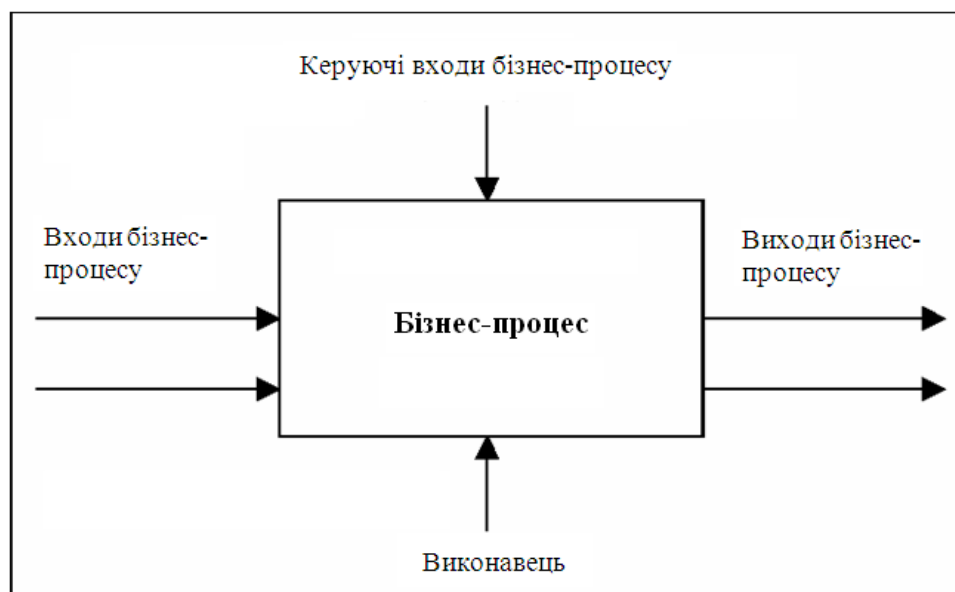 Керуючі входи бізнес-процесу
Входи бізнес-
процесу
Виходи бізнес-
процесу
Бізнес-процес
Виконавець